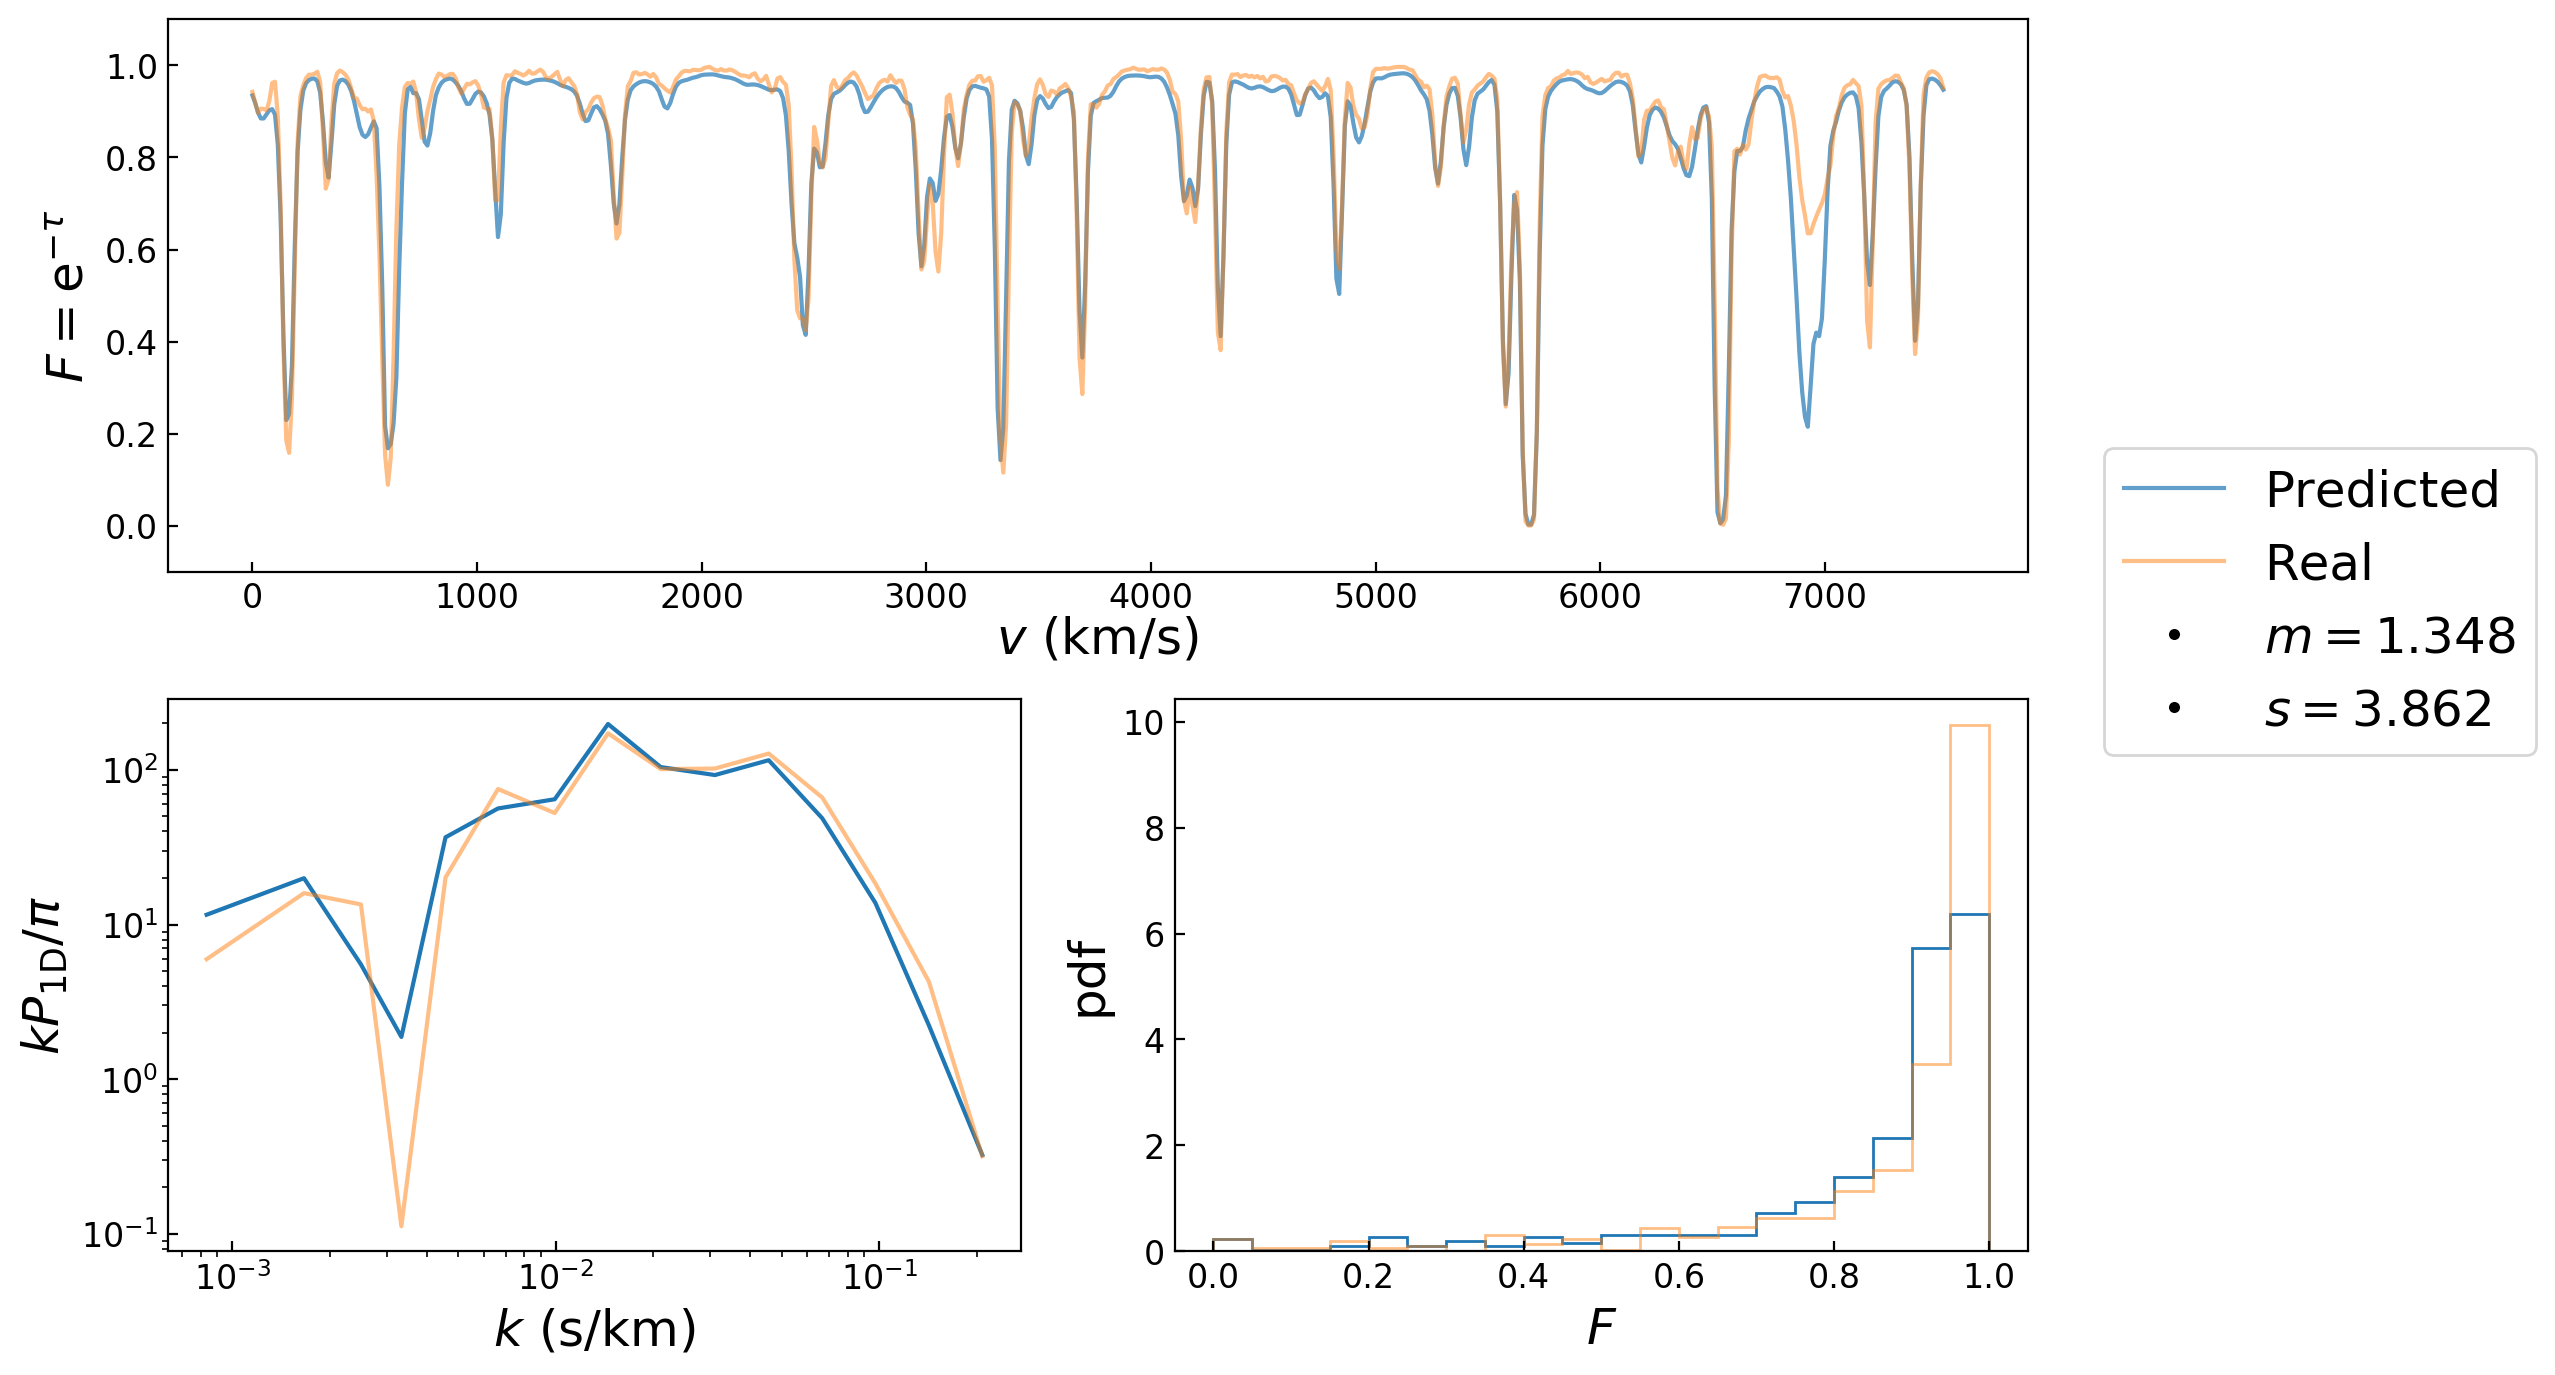 1.0
0.8
0.6
0.4
0.2
0.0
F = e^{−τ}
0 1000 2000 3000 4000 5000 6000 7000
v (km/s)
Predicted
Real
m = 1.348
s = 3.862
10^2
10^1
10^0
10^{−1}
kP_{1D}/π
10^{−3} 10^{−2} 10^{−1}
k (s/km)
10
8
6
4
2
0
pdf
0.0 0.2 0.4 0.6 0.8 1.0
F